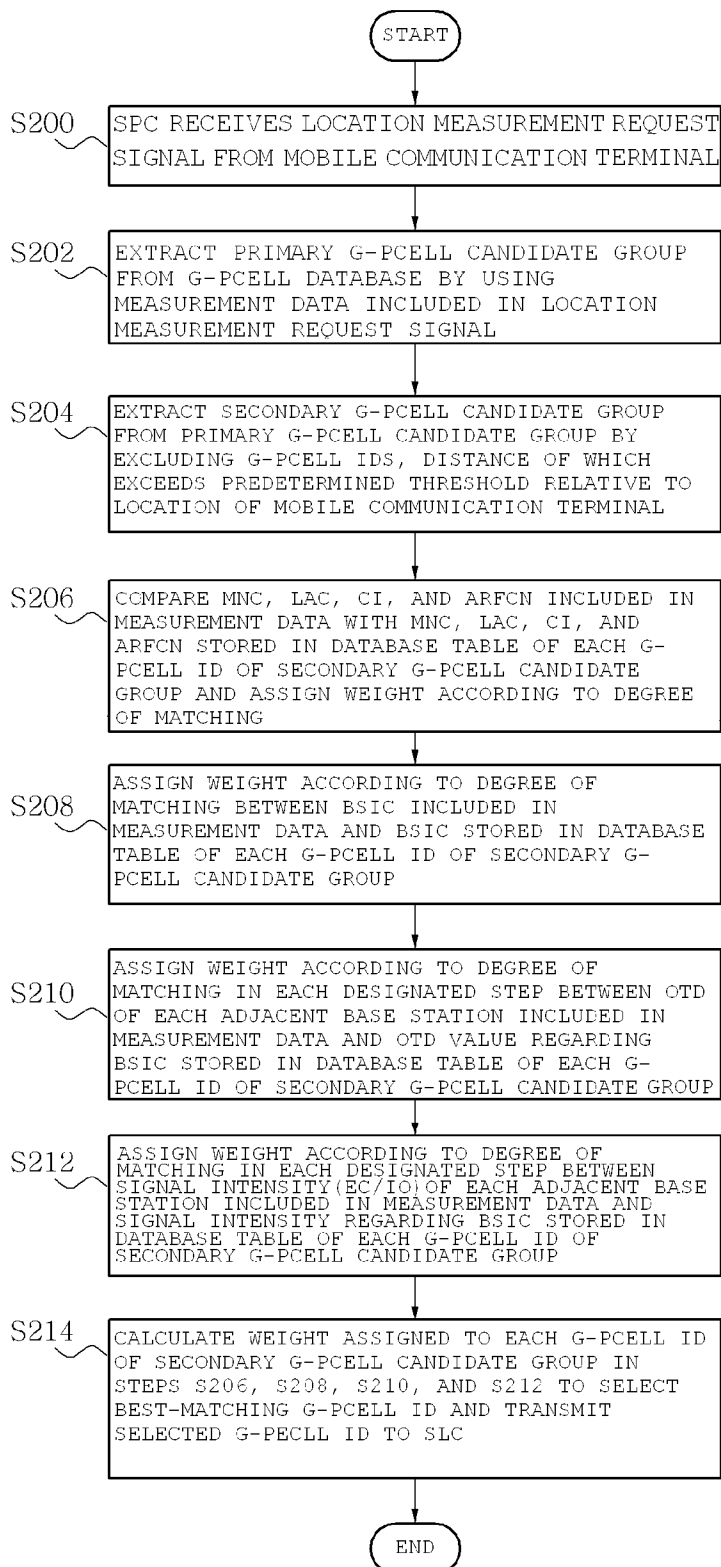 START
S200
SPC RECEIVES LOCATION MEASUREMENT REQUEST
SIGNAL FROM MOBILE COMMUNICATION TERMINAL
S202
EXTRACT PRIMARY G-PCELL CANDIDATE GROUP
FROM G-PCELL DATABASE BY USING
MEASUREMENT DATA INCLUDED IN LOCATION
MEASUREMENT REQUEST SIGNAL
S204
EXTRACT SECONDARY G-PCELL CANDIDATE GROUP
FROM PRIMARY G-PCELL CANDIDATE GROUP BY
EXCLUDING G-PCELL IDS, DISTANCE OF WHICH
EXCEEDS PREDETERMINED THRESHOLD RELATIVE TO
LOCATION OF MOBILE COMMUNICATION TERMINAL
S206
COMPARE MNC, LAC, CI, AND ARFCN INCLUDED IN
MEASUREMENT DATA WITH MNC, LAC, CI, AND
ARFCN STORED IN DATABASE TABLE OF EACH G-
PCELL ID OF SECONDARY G-PCELL CANDIDATE
GROUP AND ASSIGN WEIGHT ACCORDING TO DEGREE
OF MATCHING
S208
ASSIGN WEIGHT ACCORDING TO DEGREE OF
MATCHING BETWEEN BSIC INCLUDED IN
MEASUREMENT DATA AND BSIC STORED IN DATABASE
TABLE OF EACH G-PCELL ID OF SECONDARY G-
PCELL CANDIDATE GROUP
S210
ASSIGN WEIGHT ACCORDING TO DEGREE OF
MATCHING IN EACH DESIGNATED STEP BETWEEN OTD
OF EACH ADJACENT BASE STATION INCLUDED IN
MEASUREMENT DATA AND OTD VALUE REGARDING
BSIC STORED IN DATABASE TABLE OF EACH G-
PCELL ID OF SECONDARY G-PCELL CANDIDATE GROUP
S212
ASSIGN WEIGHT ACCORDING TO DEGREE OF
MATCHING IN EACH DESIGNATED STEP BETWEEN
SIGNAL INTENSITY(EC/IO)OF EACH ADJACENT BASE
STATION INCLUDED IN MEASUREMENT DATA AND
SIGNAL INTENSITY REGARDING BSIC STORED IN
DATABASE TABLE OF EACH G-PCELL ID OF
SECONDARY G-PCELL CANDIDATE GROUP
S214
CALCULATE WEIGHT ASSIGNED TO EACH G-PCELL ID
OF SECONDARY G-PCELL CANDIDATE GROUP IN
STEPS S206, S208, S210, AND S212 TO SELECT
BEST-MATCHING G-PCELL ID AND TRANSMIT
SELECTED G-PECLL ID TO SLC
END